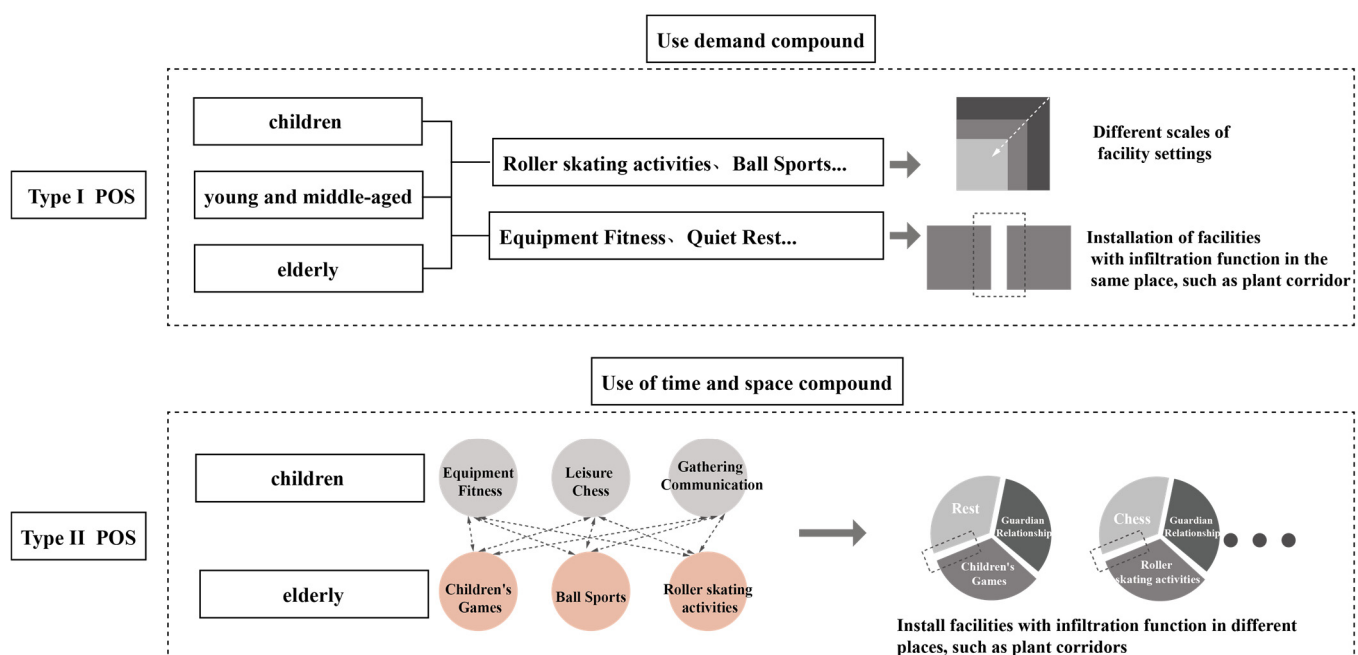 Use demand compound
Type I POS
children
young and middle-aged
elderly
Roller skating activities、Ball Sports...
Equipment Fitness、Quiet Rest...
Different scales of
facility settings
Installation of facilities
with infiltration function in the
same place, such as plant corridor
Use of time and space compound
Type II POS
children
elderly
Equipment
Fitness
Leisure
Chess
Gathering
Communication
Children's
Games
Ball Sports
Roller skating
activities
Rest
Guardian
Relationship
Children's
Games
Chess
Guardian
Relationship
Roller
skating activities
Install facilities with infiltration function in different
places, such as plant corridors